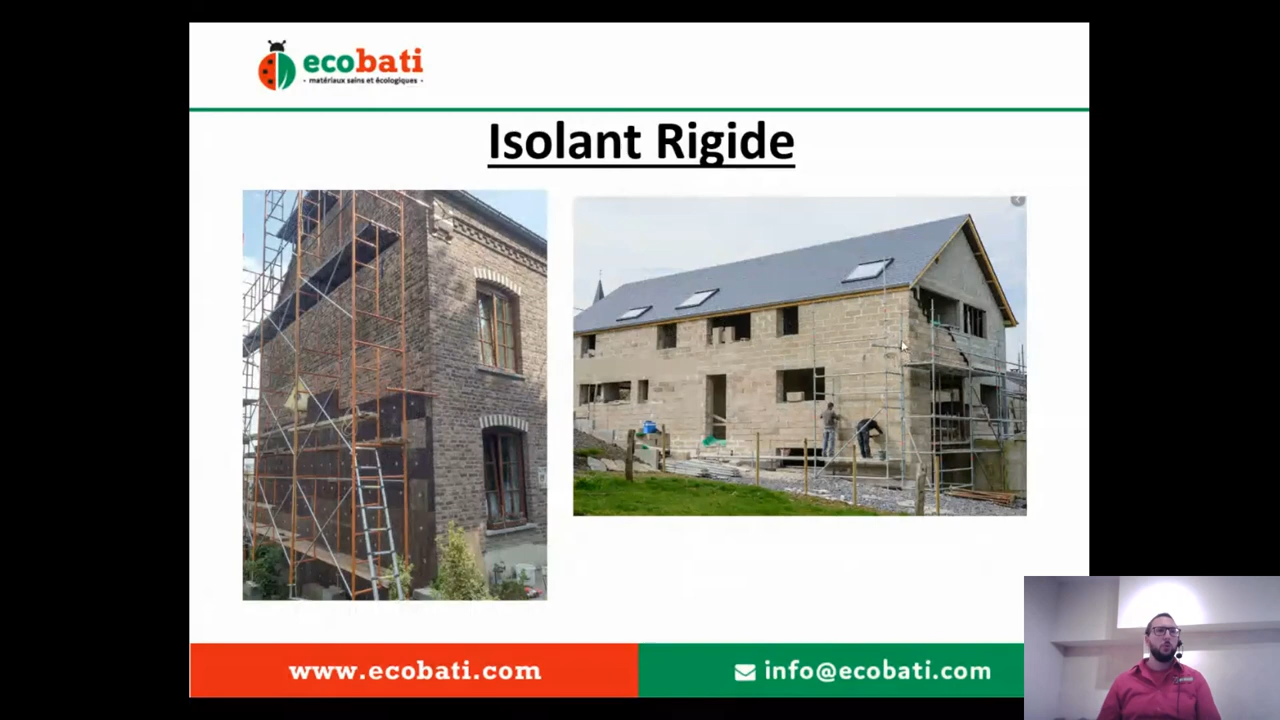 ecobati
· matériaux sains et écologiques ·
Isolant Rigide
www.ecobati.com
info@ecobati.com